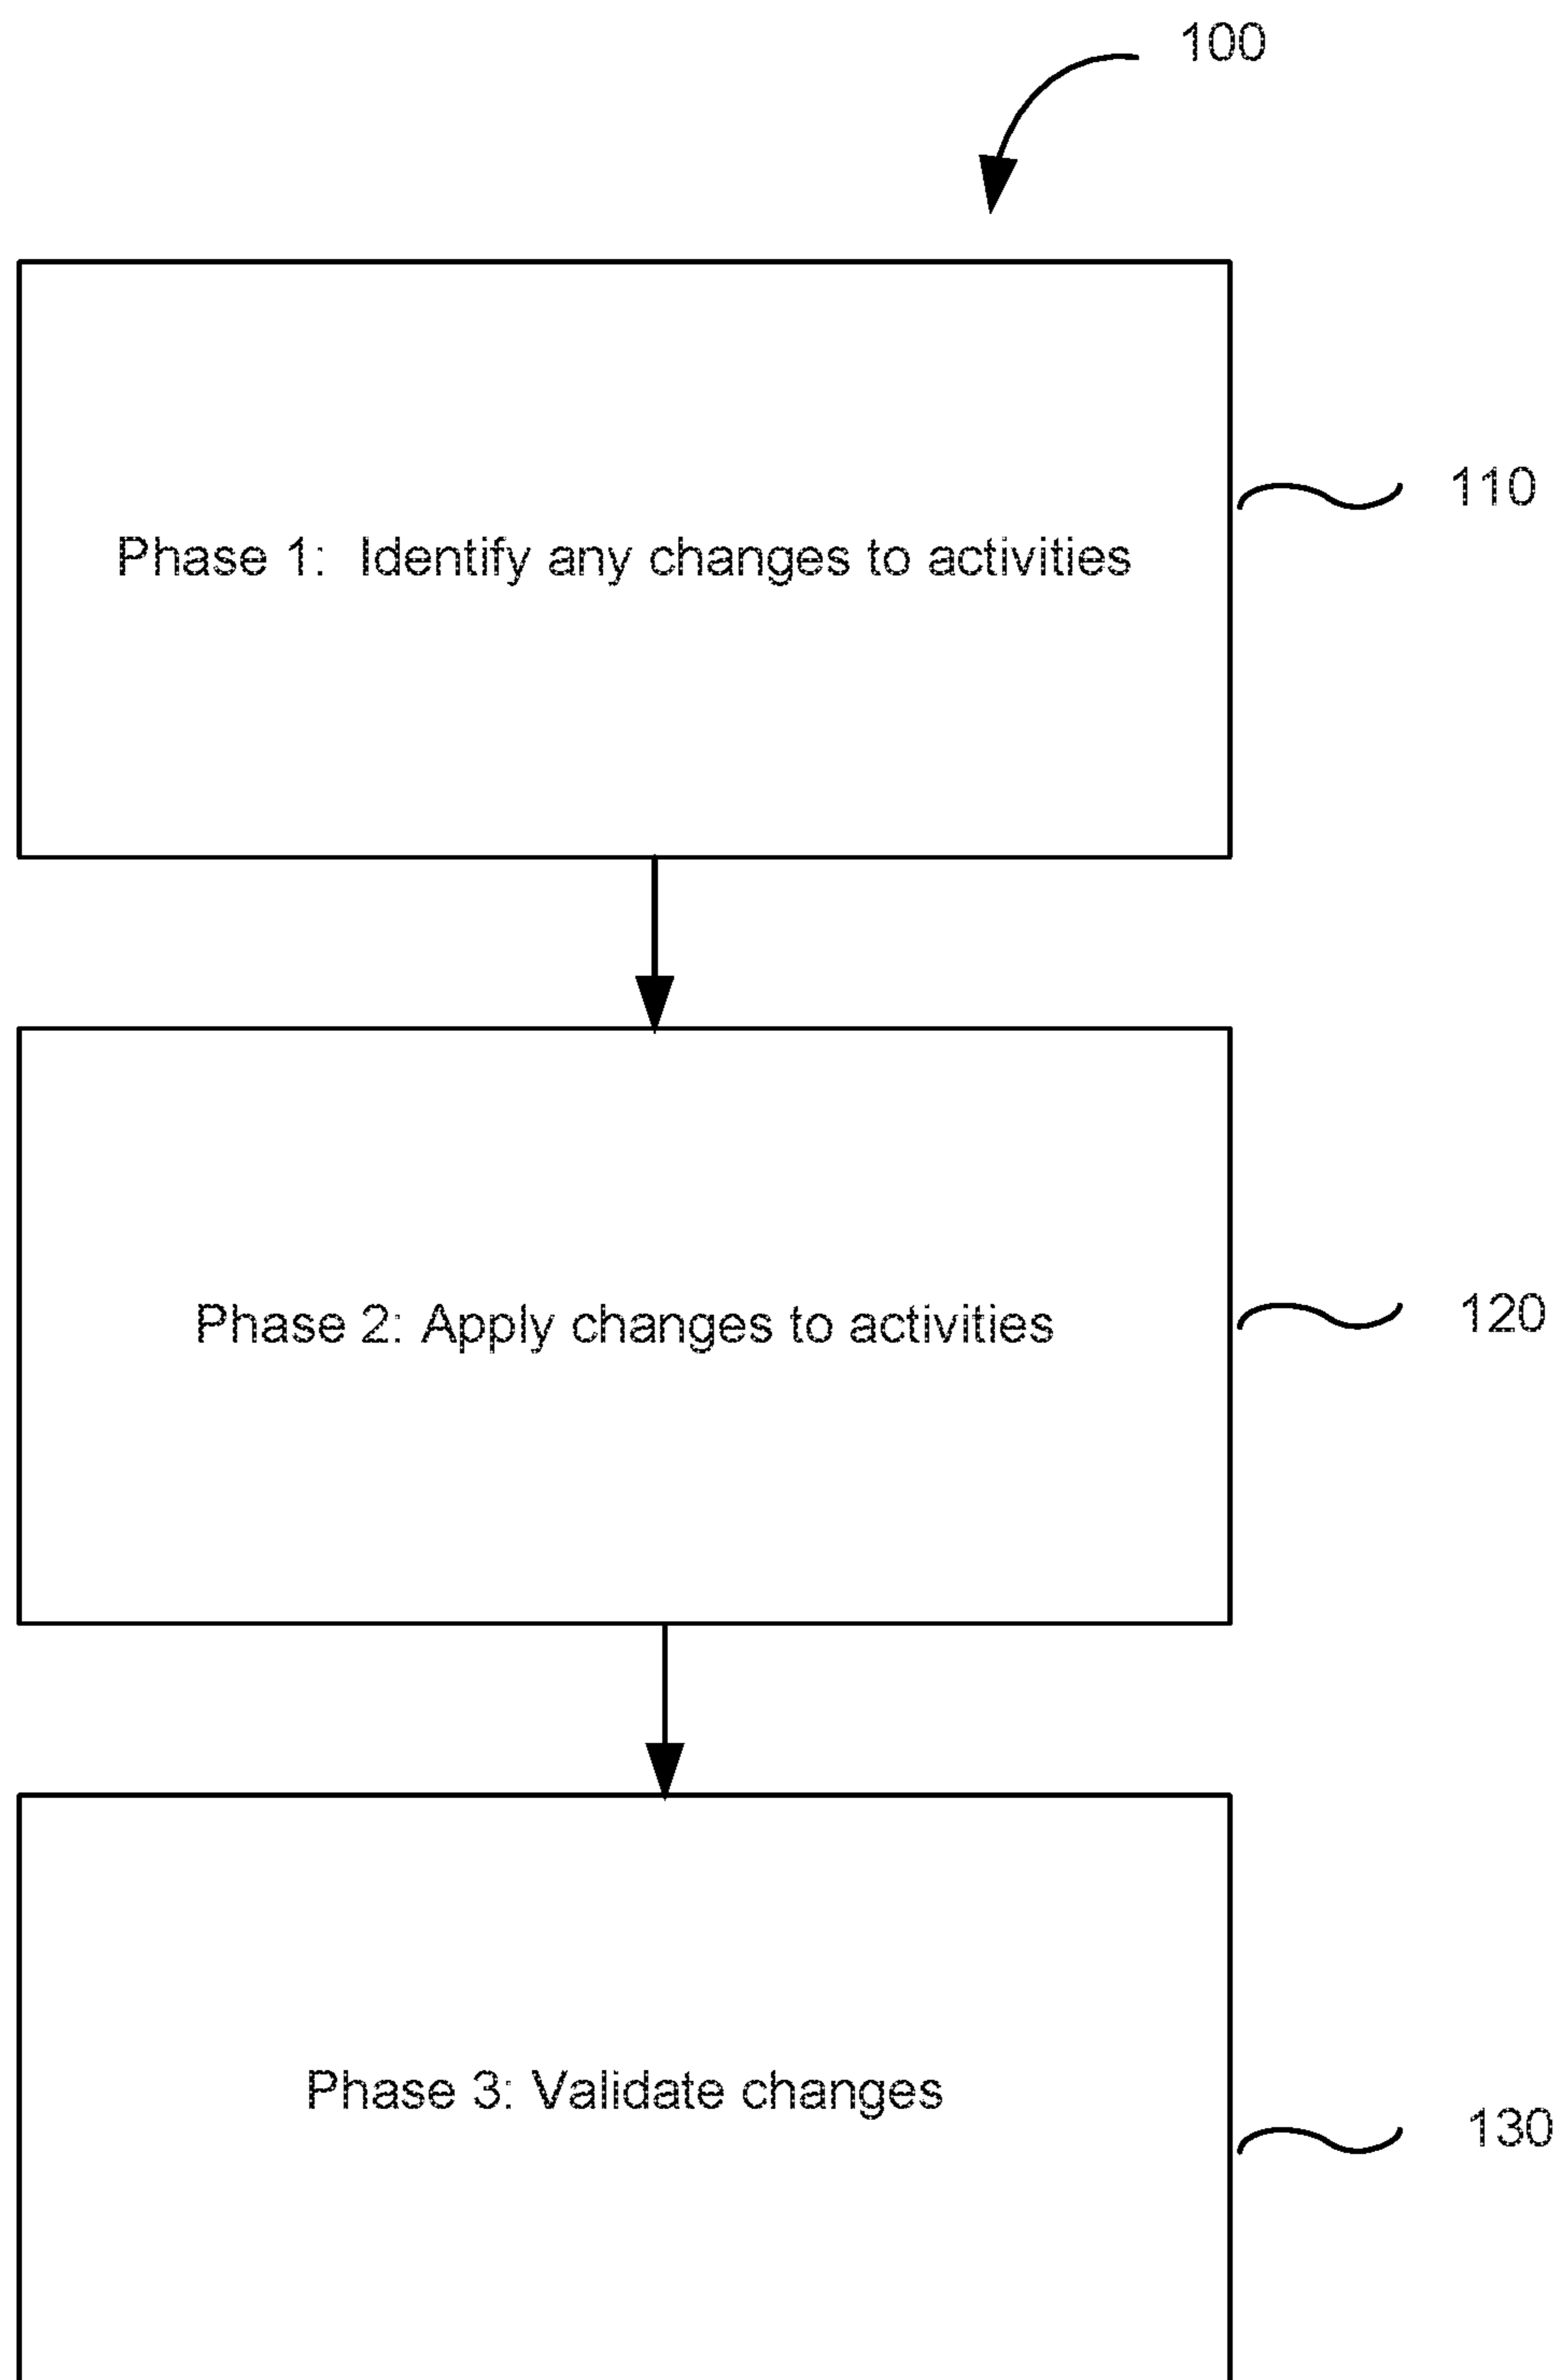 100
Phase 1: Identify any changes to activities
110
Phase 2: Apply changes to activities
120
Phase 3: Validate changes
130